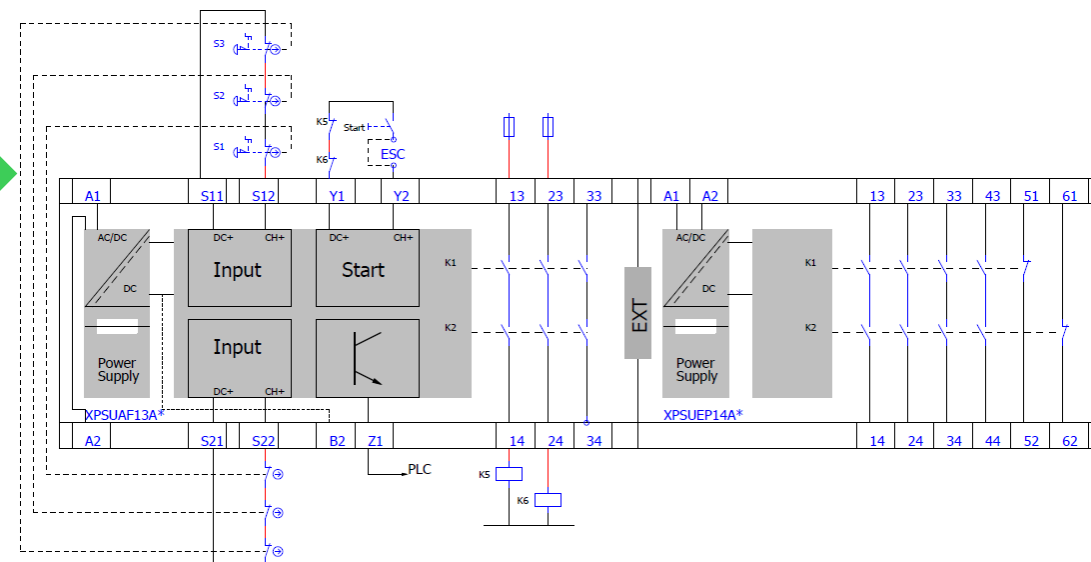 S3
S2
S1
K5
Start
K6
ESC
A1 S11 S12 Y1 Y2 13 23 33 A1 A2 13 23 33 43 51 61
AC/DC DC+ CH+ DC+ CH+ AC/DC
Input Start
K1 K1
DC DC
EXT
K2 K2
Input
Power Supply
Power Supply
DC+ CH+
XPSUAF13A* XPSUEP14A*
A2 S21 S22 B2 Z1 14 24 34 14 24 34 44 52 62
PLC
K5
K6